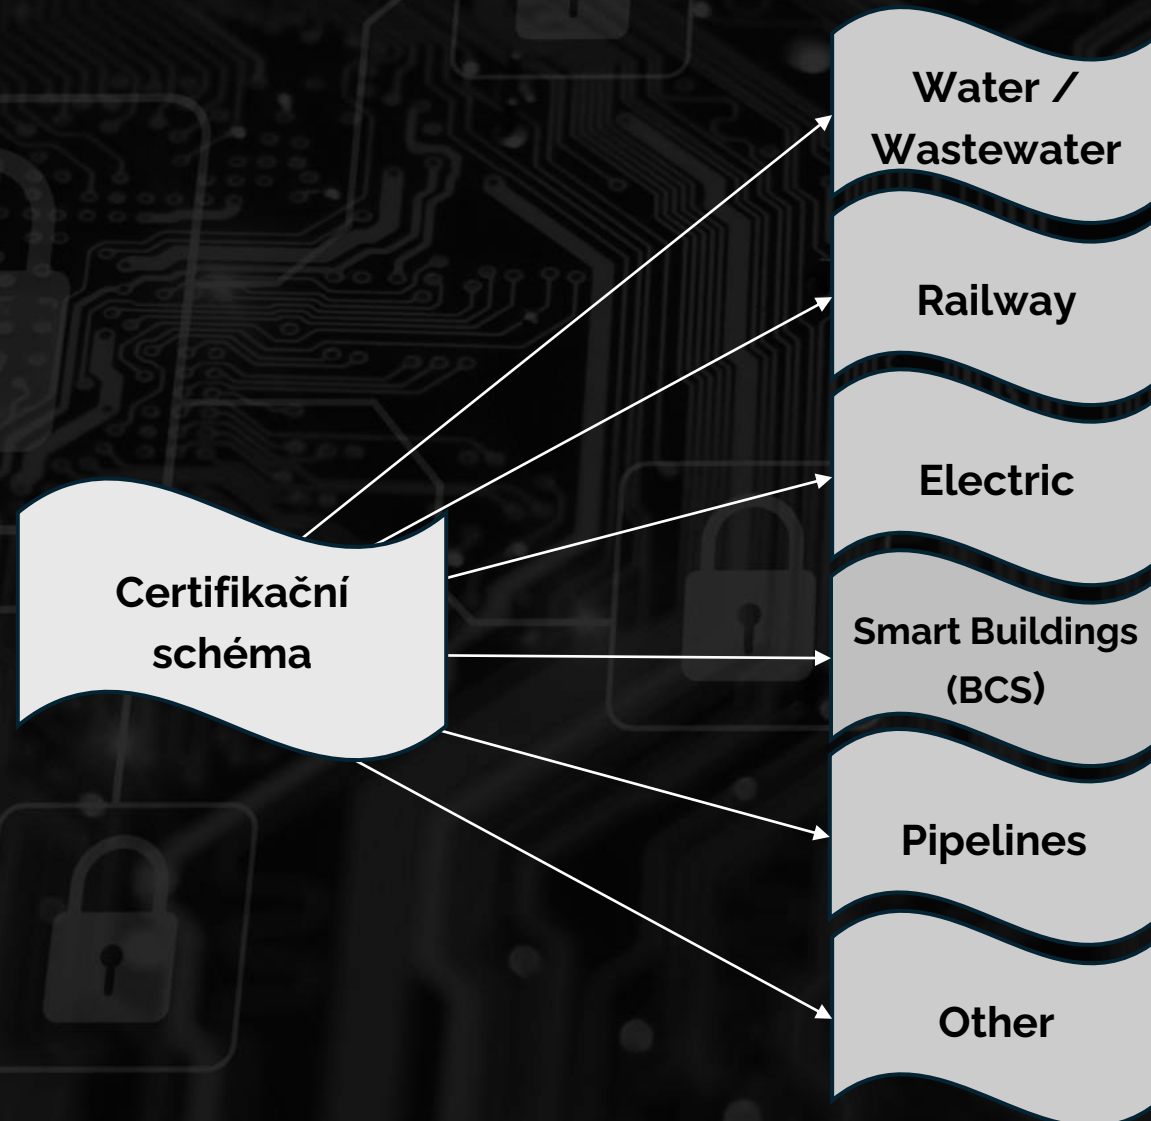 Water /
Wastewater
Railway
Electric
Certifikační
schéma
Smart Buildings
(BCS)
Pipelines
Other